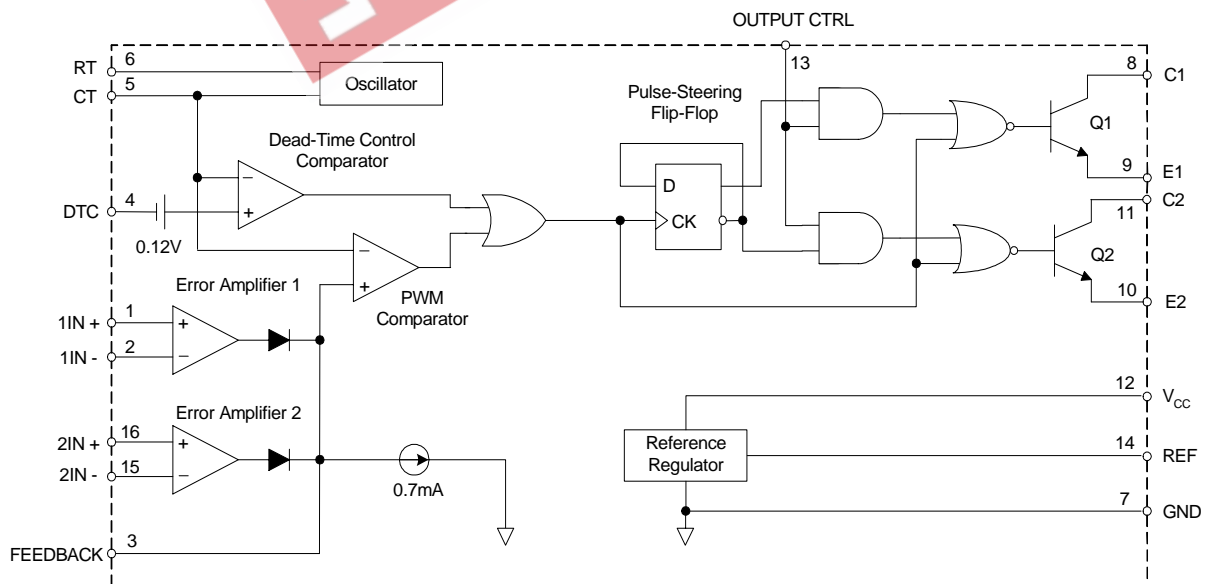 OUTPUT CTRL
13
RT
6
Oscillator
CT
5
8
C1
Pulse-Steering
Flip-Flop
Q1
Dead-Time Control
Comparator
9
E1
D
C2
DTC
4
0.12V
CK
11
Q2
Error Amplifier 1
PWM
Comparator
10
E2
1IN +
1
1IN -
2
12
VCC
Error Amplifier 2
2IN +
16
2IN -
15
0.7mA
Reference
Regulator
14
REF
7
GND
FEEDBACK
3